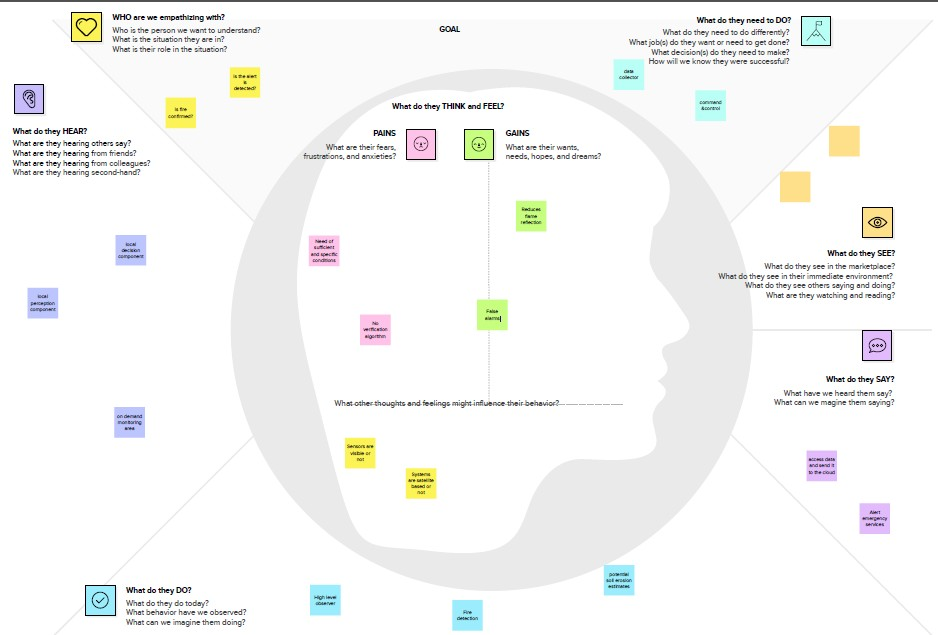 WHO are we empathizing with?
Who is the person we want to understand?
What is the situation they are in?
What is their role in the situation?
Is the alert
is
detected?
Is fire
confirmed?
GOAL
What do they need to DO?
What do they need to do differently?
What job(s) do they want or need to get done?
What decision(s) do they need to make?
How will we know they were successful?
data
collector
command
&control
What do they HEAR?
What are they hearing others say?
What are they hearing from friends?
What are they hearing from colleagues?
What are they hearing second-hand?
local
decision
component
local
perception
component
on demand
monitoring
area
What do they THINK and FEEL?
PAINS
What are their fears,
frustrations, and anxieties?
GAINS
What are their wants,
needs, hopes, and dreams?
Need of
sufficient
and specific
conditions
No
verification
algorithm
Reduces
flame
reflection
False
alarms
What other thoughts and feelings might influence their behavior?
Sensors are
visible or
not
Systems
are satellite
based or
not
What do they SEE?
What do they see in the marketplace?
What do they see in their immediate environment?
What do they see others saying and doing?
What are they watching and reading?
What do they SAY?
What have we heard them say?
What can we magine them saying?
access data
and send it
to the cloud
Alert
emergency
services
What do they DO?
What do they do today?
What behavior have we observed?
What can we imagine them doing?
High level
observer
Fire
detection
potential
soil erosion
estimates